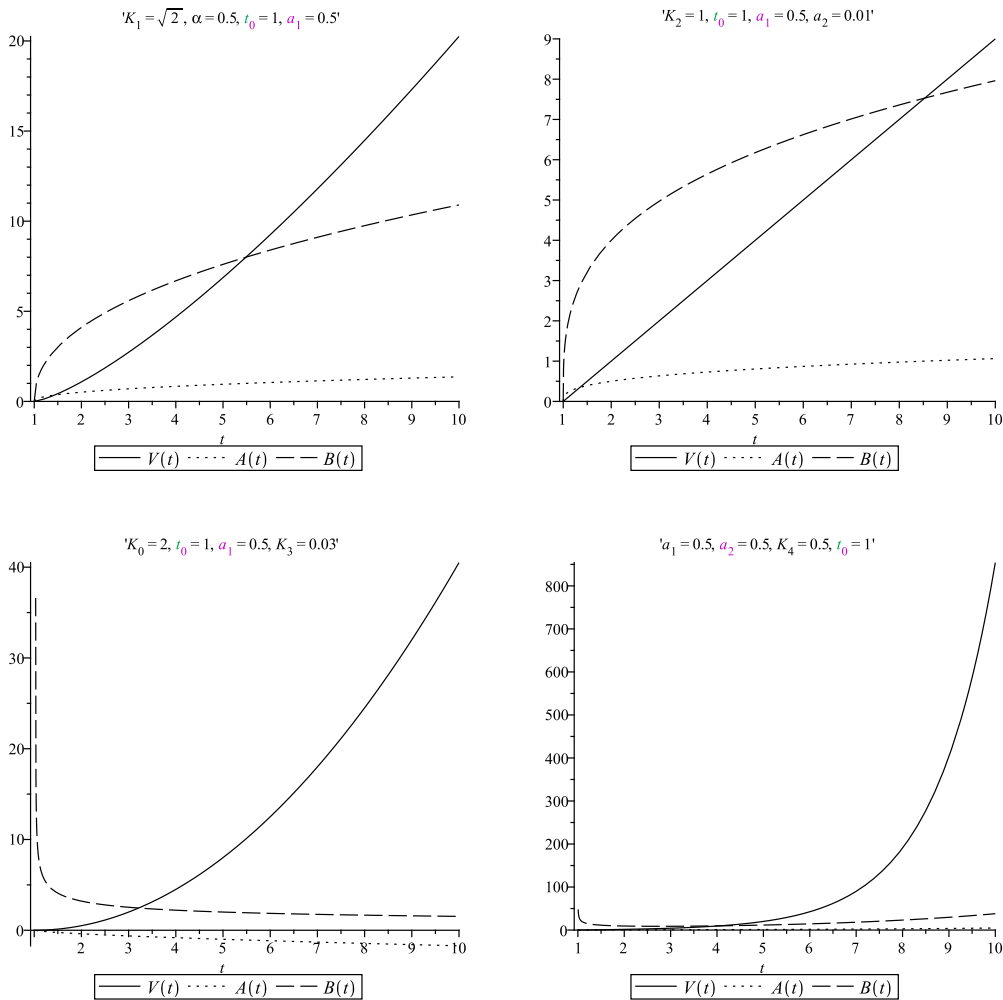 'K₁ = √2, α = 0.5, t₀ = 1, a₁ = 0.5'
20
15
10
5
0
1 2 3 4 5 6 7 8 9 10
t
V(t) A(t) B(t)
'K₂ = 1, t₀ = 1, a₁ = 0.5, a₂ = 0.01'
9
8
7
6
5
4
3
2
1
0
1 2 3 4 5 6 7 8 9 10
t
V(t) A(t) B(t)
'K₀ = 2, t₀ = 1, a₁ = 0.5, K₃ = 0.03'
40
30
20
10
0
2 3 4 5 6 7 8 9 10
t
V(t) A(t) B(t)
'a₁ = 0.5, a₂ = 0.5, K₄ = 0.5, t₀ = 1'
800
700
600
500
400
300
200
100
0
1 2 3 4 5 6 7 8 9 10
t
V(t) A(t) B(t)